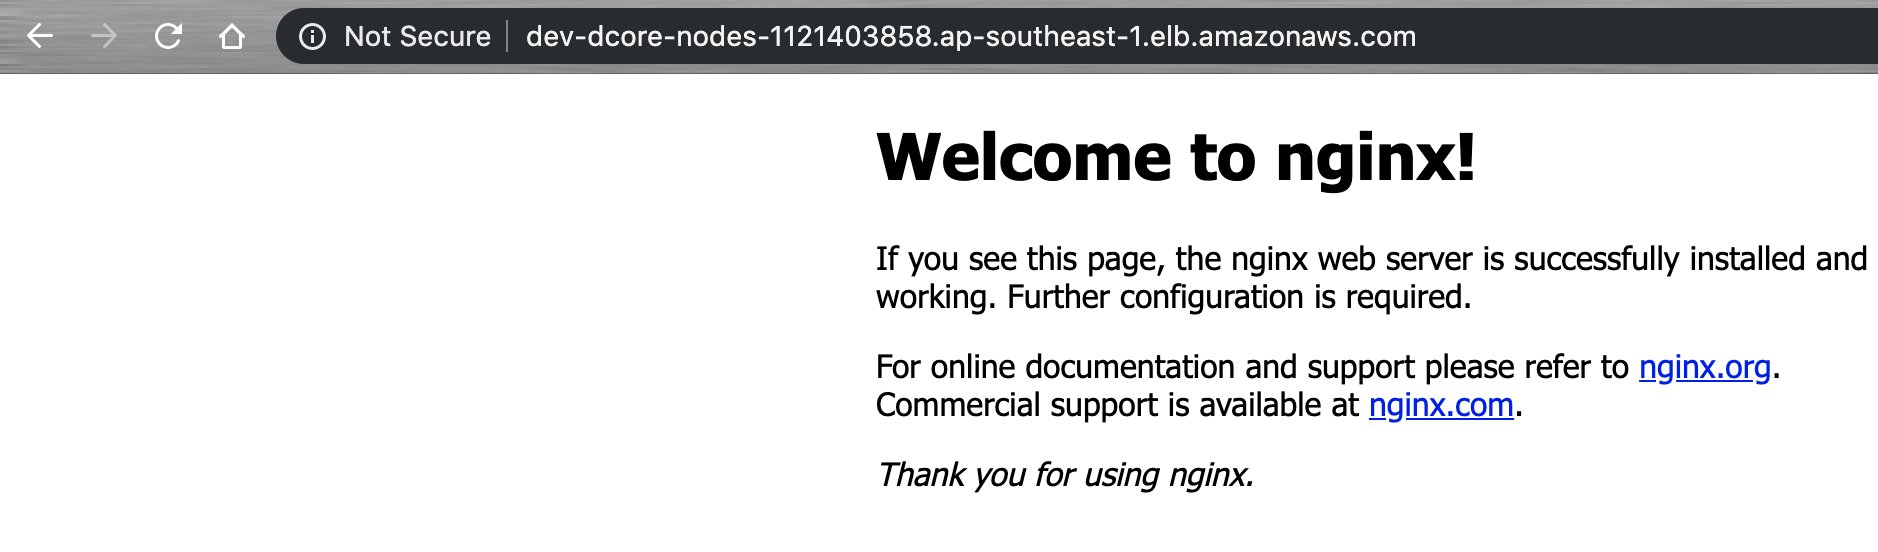 Not Secure dev-dcore-nodes-1121403858.ap-southeast-1.elb.amazonaws.com
Welcome to nginx!
If you see this page, the nginx web server is successfully installed and
working. Further configuration is required.
For online documentation and support please refer to nginx.org.
Commercial support is available at nginx.com.
Thank you for using nginx.